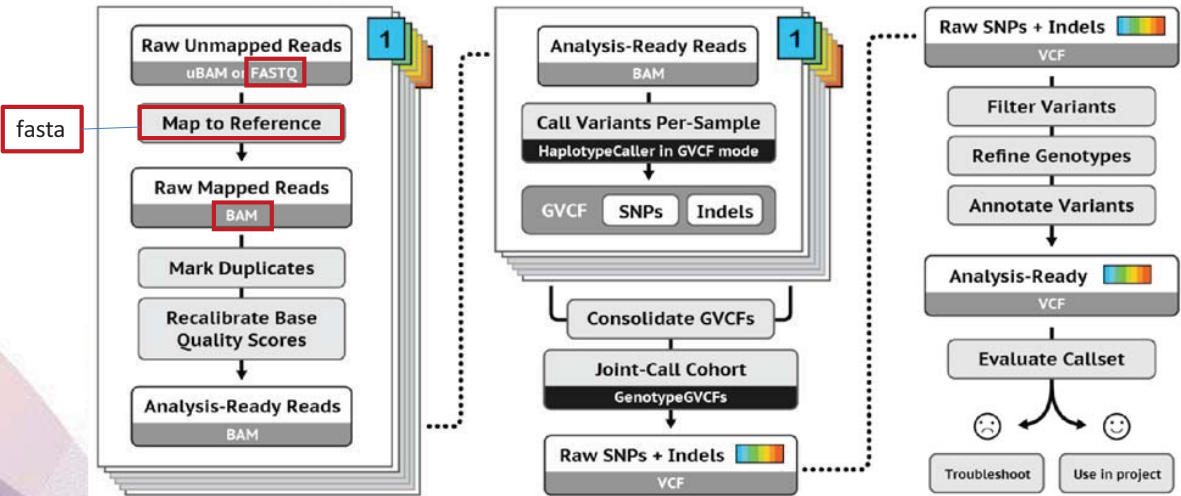 fasta
Raw Unmapped Reads
1
uBAM or FASTQ
Map to Reference
Raw Mapped Reads
BAM
Mark Duplicates
Recalibrate Base
Quality Scores
Analysis-Ready Reads
BAM
Analysis-Ready Reads
1
BAM
Call Variants Per-Sample
HaplotypeCaller in GVCF mode
GVCF SNPs Indels
Consolidate GVCFs
Joint-Call Cohort
GenotypeGVCFs
Raw SNPs + Indels
VCF
Raw SNPs + Indels
VCF
Filter Variants
Refine Genotypes
Annotate Variants
Analysis-Ready
VCF
Evaluate Callset
Troubleshoot
Use in project